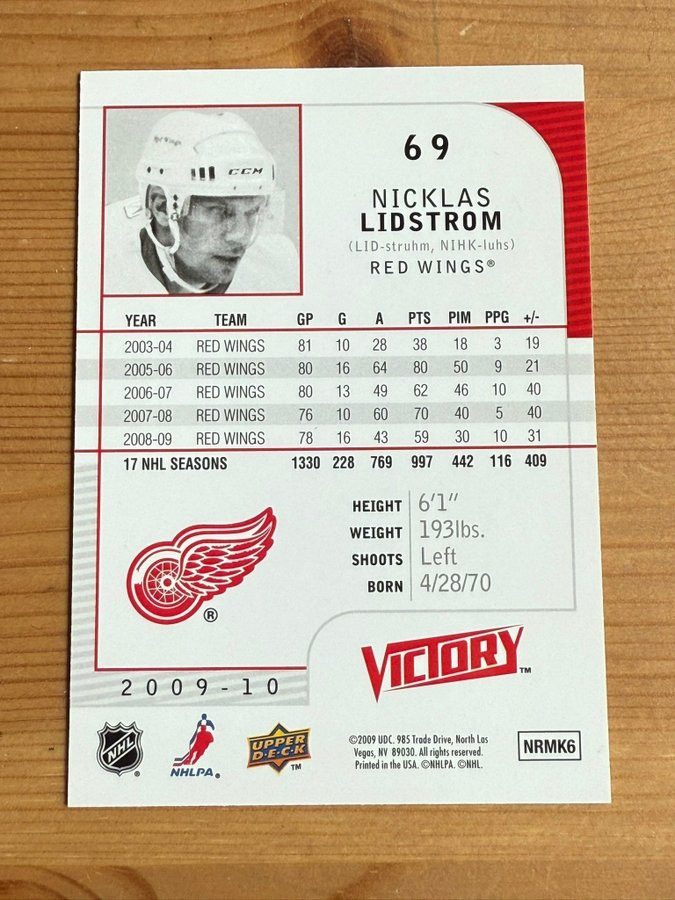 69
NICKLAS
LIDSTROM
(LID-struhm, NIHK-luhs)
RED WINGS®
CCM
YEAR TEAM GP G A PTS PIM PPG +/-
2003-04 RED WINGS 81 10 28 38 18 3 19
2005-06 RED WINGS 80 16 64 80 50 9 21
2006-07 RED WINGS 80 13 49 62 46 10 40
2007-08 RED WINGS 76 10 60 70 40 5 40
2008-09 RED WINGS 78 16 43 59 30 10 31
17 NHL SEASONS 1330 228 769 997 442 116 409
HEIGHT 6'1"
WEIGHT 193lbs.
SHOOTS Left
BORN 4/28/70
®
VICTORY™
2009-10
NHL
NHLPA®
UPPER
DECK™
©2009 UDC. 985 Trade Drive, North Las
Vegas, NV 89030. All rights reserved.
Printed in the USA. ©NHLPA. ©NHL.
NRMK6